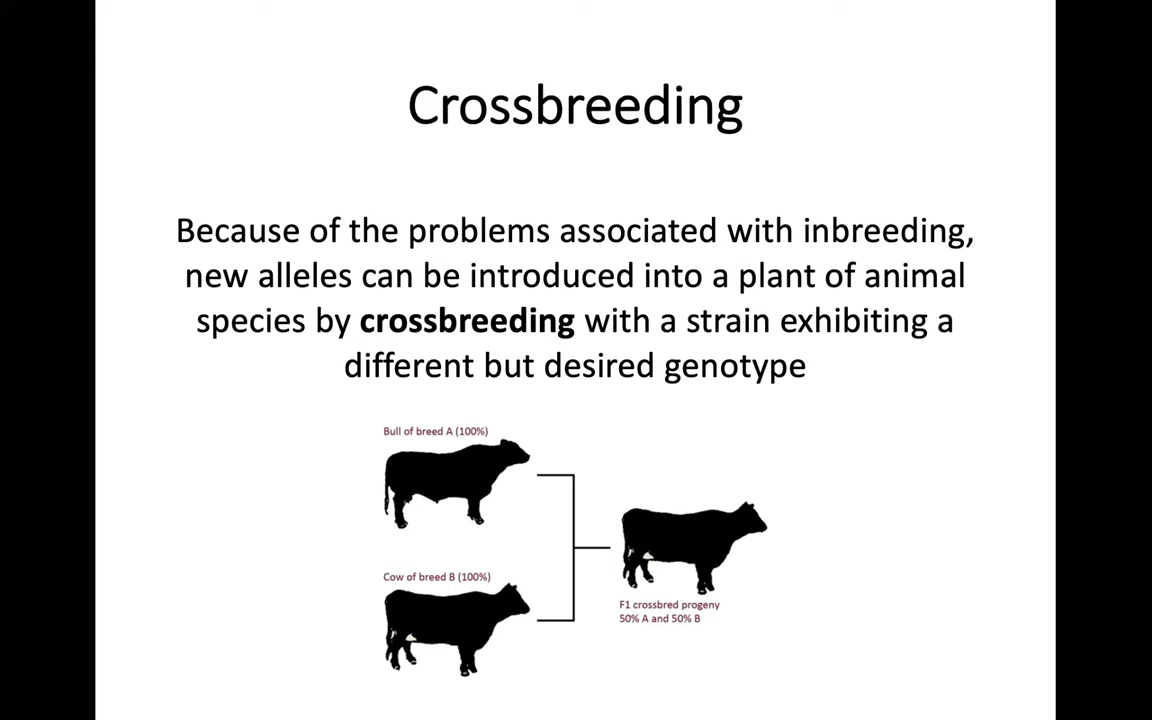 Crossbreeding
Because of the problems associated with inbreeding,
new alleles can be introduced into a plant of animal
species by crossbreeding with a strain exhibiting a
different but desired genotype
Bull of breed A (100%)
Cow of breed B (100%)
F1 crossbred progeny
50% A and 50% B